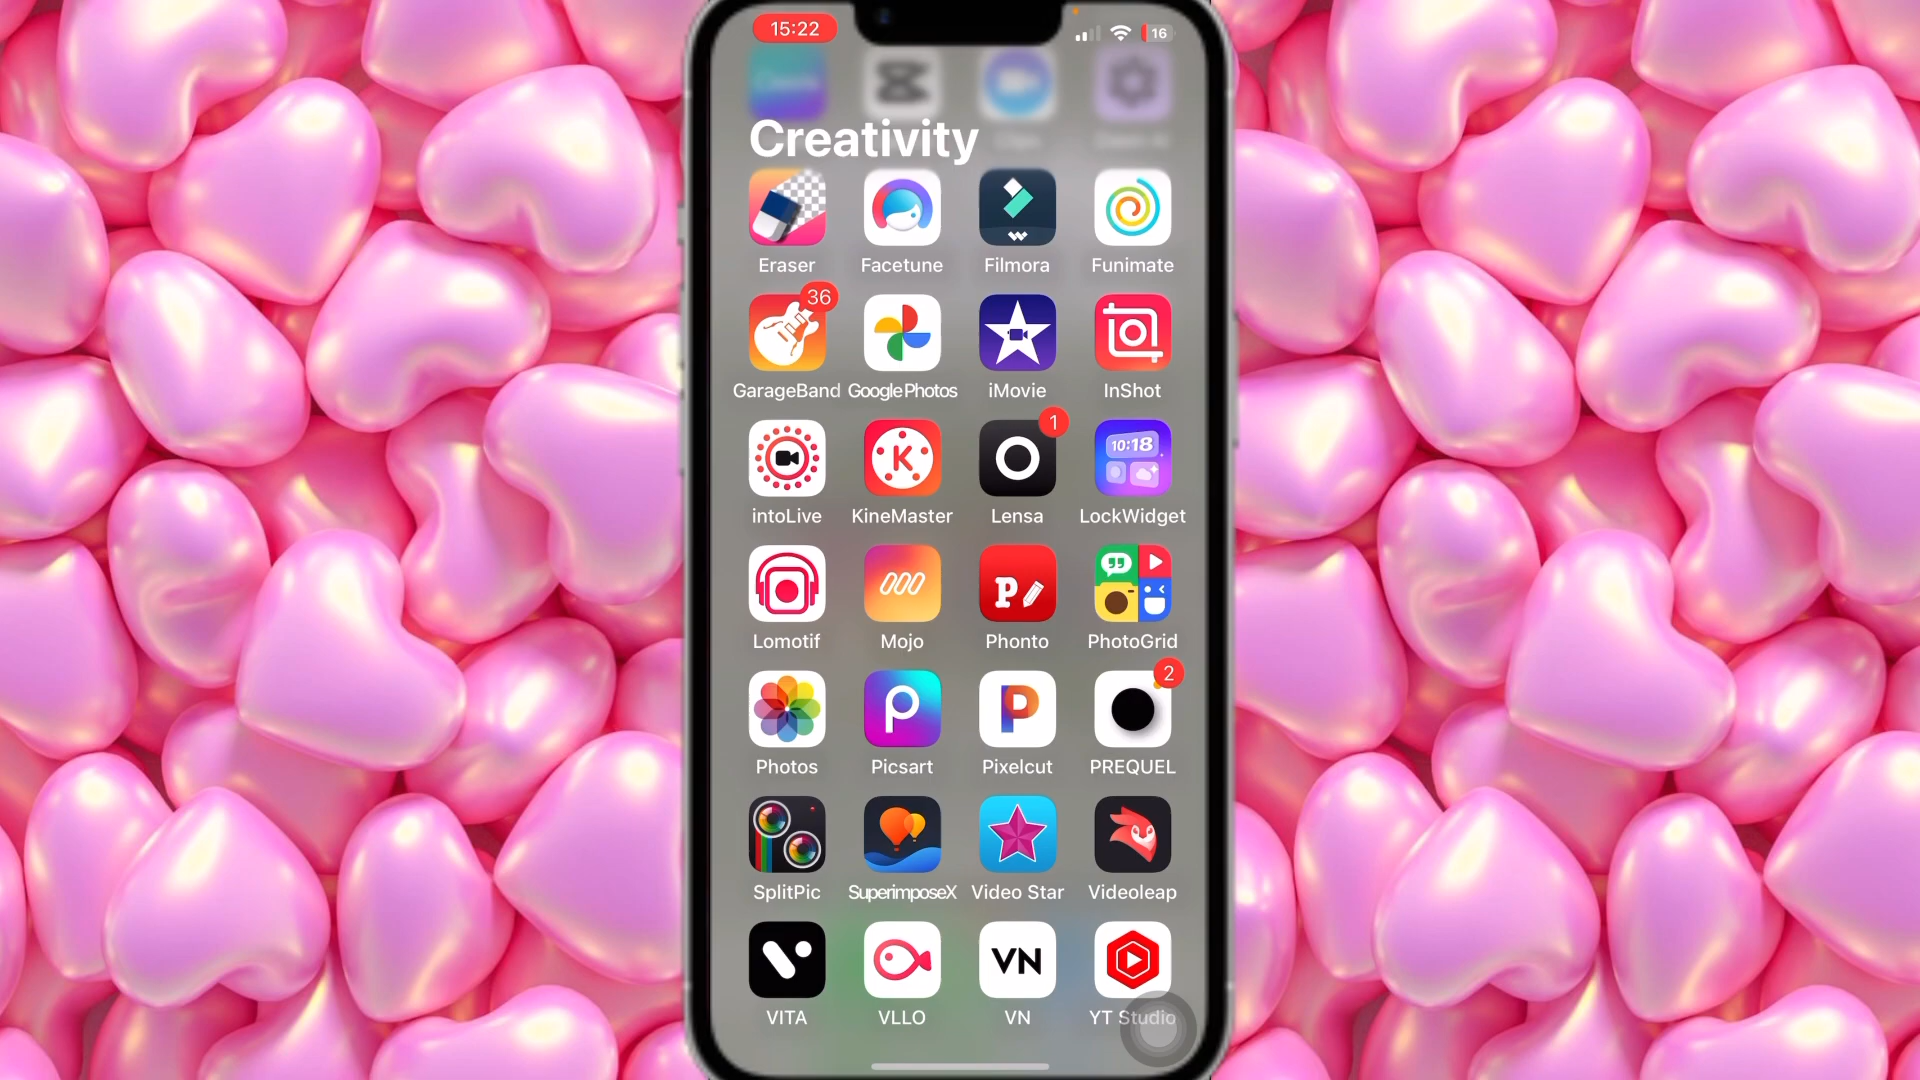 15:22
16
Creativity
Eraser Facetune Filmora Funimate
36
GarageBand Google Photos iMovie InShot
1
10:18
K
intoLive KineMaster Lensa LockWidget
P
Lomotif Mojo Phonto PhotoGrid
2
P P
Photos Picsart Pixelcut PREQUEL
SplitPic SuperimposeX Video Star Videoleap
VN
VITA VLLO VN YT Studio